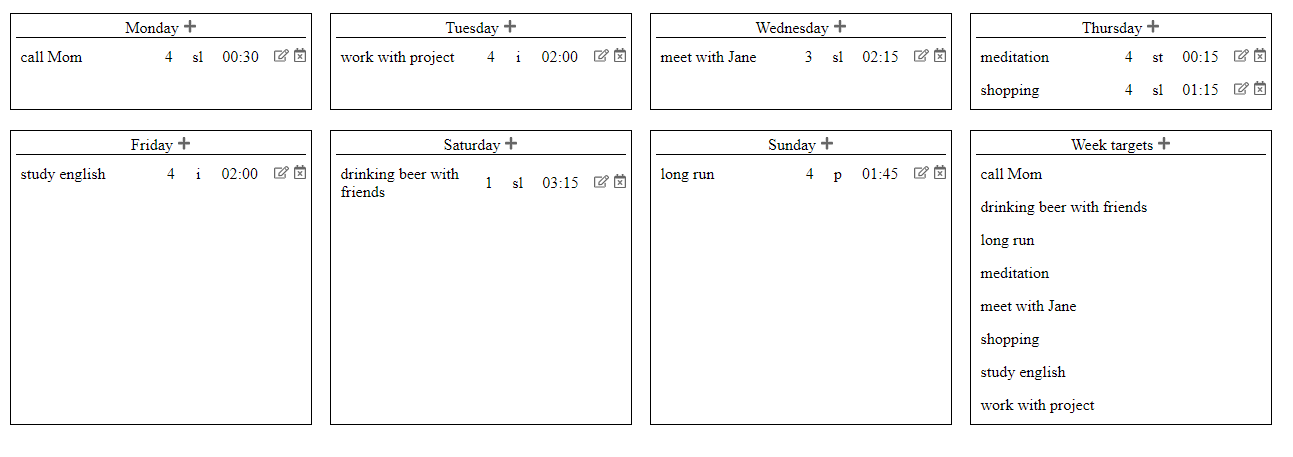 Monday
call Mom 4 sl 00:30
Tuesday
work with project 4 i 02:00
Wednesday
meet with Jane 3 sl 02:15
Thursday
meditation 4 st 00:15
shopping 4 sl 01:15
Friday
study english 4 i 02:00
Saturday
drinking beer with
friends 1 sl 03:15
Sunday
long run 4 p 01:45
Week targets
call Mom
drinking beer with friends
long run
meditation
meet with Jane
shopping
study english
work with project